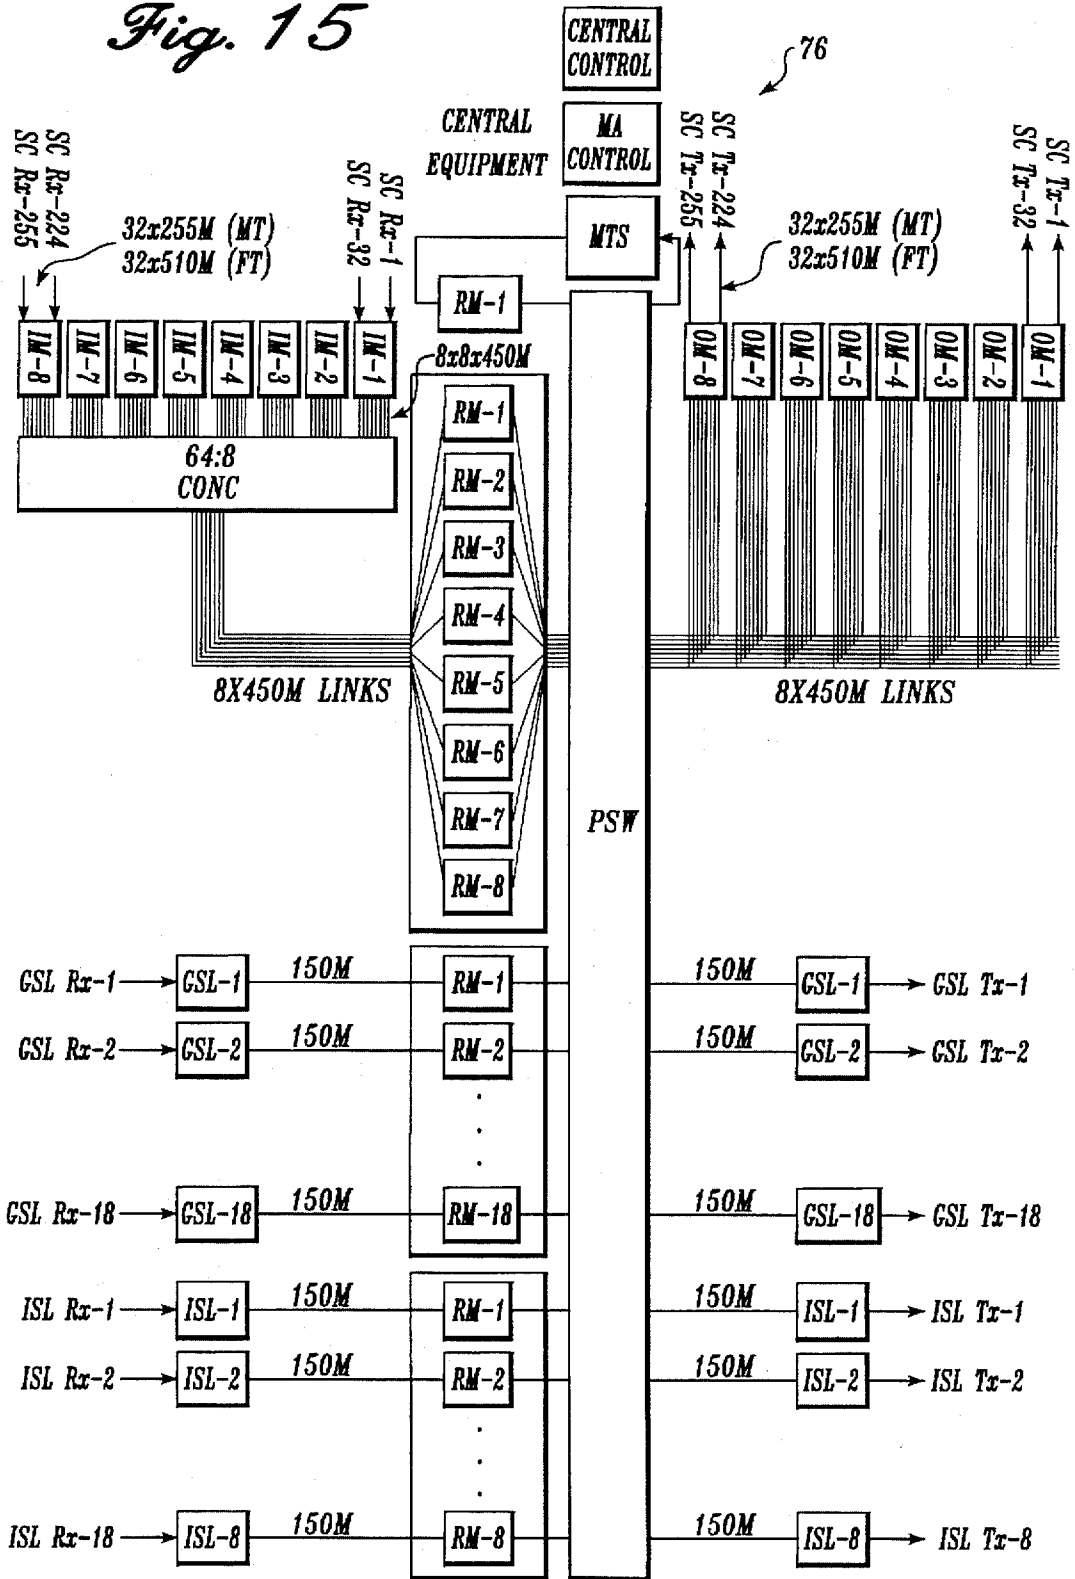 Fig. 15
CENTRAL
CONTROL
76
CENTRAL
EQUIPMENT
MA
CONTROL
SC Rx-255
SC Rx-224
32x255M (MT)
32x510M (FT)
SC Rx-32
SC Rx-1
MTS
SC Tx-255
SC Tx-224
32x255M (MT)
32x510M (FT)
SC Tx-32
SC Tx-1
RM-1
IM-8
IM-7
IM-6
IM-5
IM-4
IM-3
IM-2
IM-1
8x8x450M
OM-8
OM-7
OM-6
OM-5
OM-4
OM-3
OM-2
OM-1
64:8
CONC
RM-1
RM-2
RM-3
RM-4
RM-5
RM-6
RM-7
RM-8
8X450M LINKS
8X450M LINKS
PSW
GSL Rx-1
GSL-1
150M
RM-1
150M
GSL-1
GSL Tx-1
GSL Rx-2
GSL-2
150M
RM-2
150M
GSL-2
GSL Tx-2
GSL Rx-18
GSL-18
150M
RM-18
150M
GSL-18
GSL Tx-18
ISL Rx-1
ISL-1
150M
RM-1
150M
ISL-1
ISL Tx-1
ISL Rx-2
ISL-2
150M
RM-2
150M
ISL-2
ISL Tx-2
ISL Rx-18
ISL-8
150M
RM-8
150M
ISL-8
ISL Tx-8